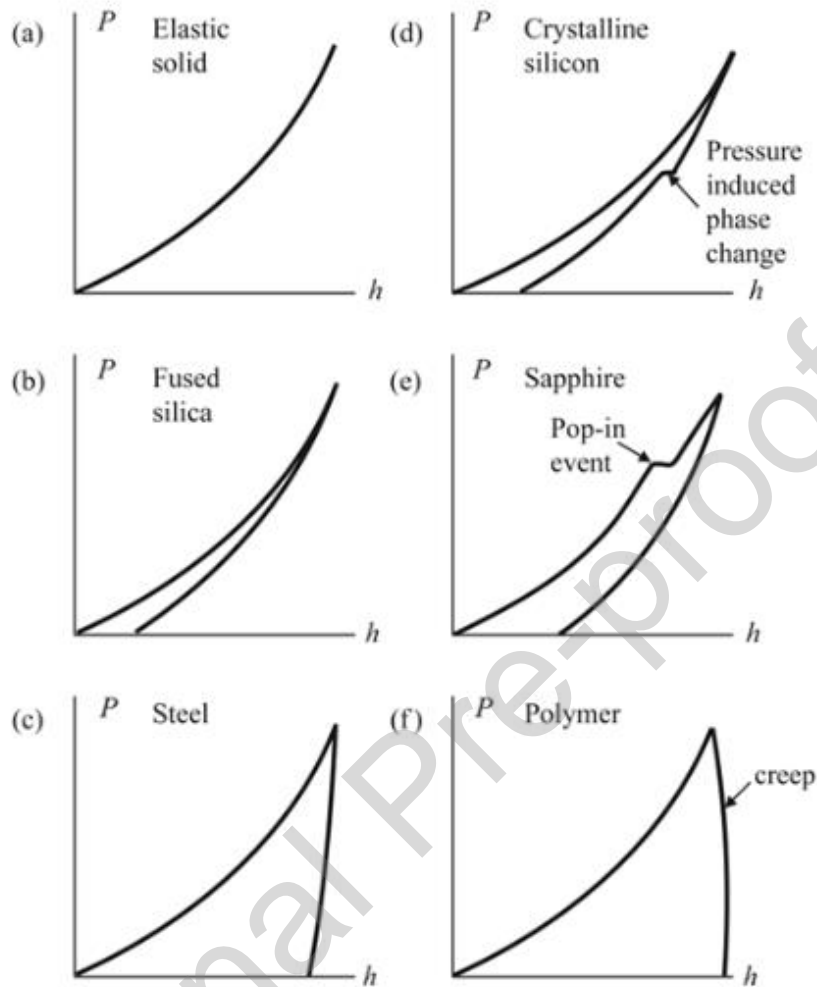 (a) P Elastic
solid
h
(d) P Crystalline
silicon
Pressure
induced
phase
change
h
(b) P Fused
silica
(e) P Sapphire
Pop-in
event
(c) P Steel
h
(f) P Polymer
creep
h
nal Pre-proof